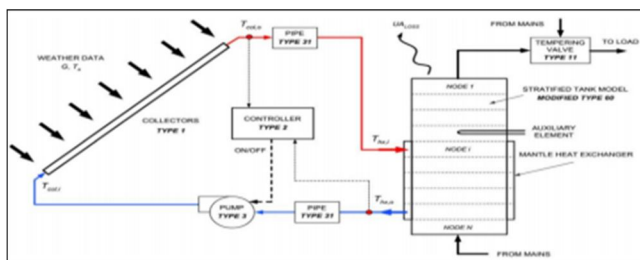 WEATHER DATA
G, Ta
COLLECTORS
TYPE 1
Tcol,o
PIPE
TYPE 31
CONTROLLER
TYPE 2
ON/OFF
Tcol,i
PUMP
TYPE 3
PIPE
TYPE 31
Thx,i
Thx,o
UALOSS
NODE 1
NODE i
NODE N
FROM MAINS
TEMPERING
VALVE
TYPE 11
TO LOAD
STRATIFIED TANK MODEL
MODIFIED TYPE 60
AUXILIARY
ELEMENT
MANTLE HEAT EXCHANGER
FROM MAINS